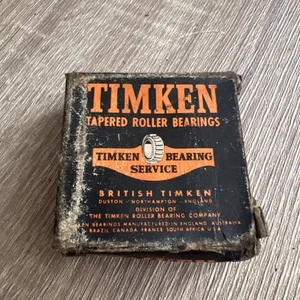 TIMKEN
TAPERED ROLLER BEARINGS
TIMKEN BEARING
SERVICE
BRITISH TIMKEN
DUSTON - NORTHAMPTON - ENGLAND
DIVISION OF
THE TIMKEN ROLLER BEARING COMPANY
BEARINGS MANUFACTURED IN ENGLAND AUSTRALIA
BRAZIL CANADA FRANCE SOUTH AFRICA U.S.A